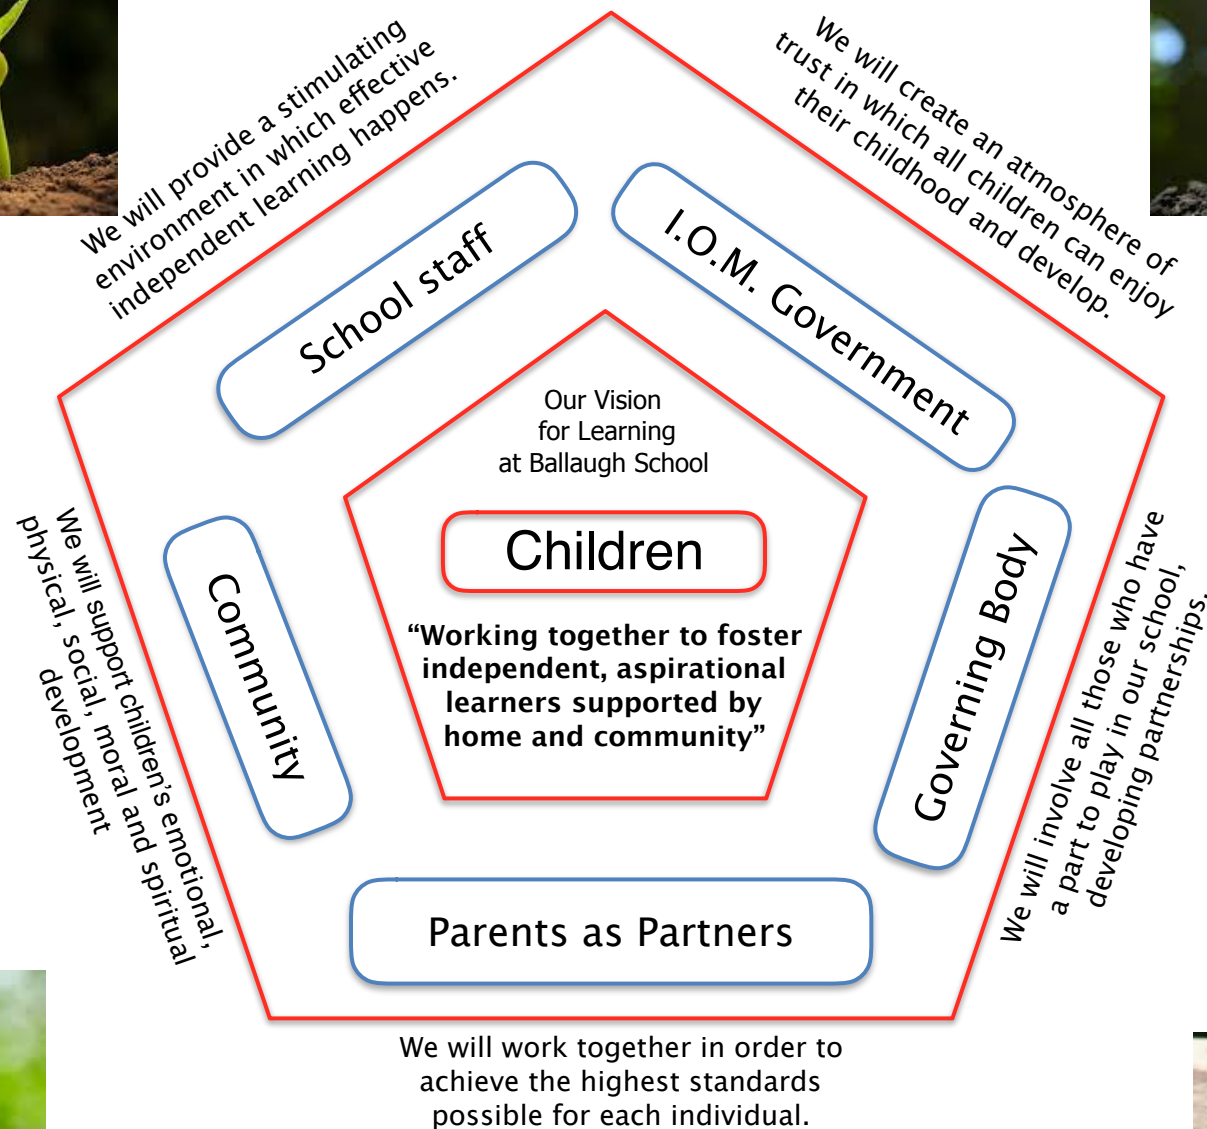 We will provide a stimulating
environment in which effective
independent learning happens.
We will create an atmosphere of
trust in which all children can enjoy
their childhood and develop.
School staff
I.O.M. Government
Our Vision
for Learning
at Ballaugh School
Children
“Working together to foster
independent, aspirational
learners supported by
home and community”
Community
Governing Body
We will support children’s emotional,
physical, social, moral and spiritual
development
We will involve all those who have
a part to play in our school,
developing partnerships.
Parents as Partners
We will work together in order to
achieve the highest standards
possible for each individual.